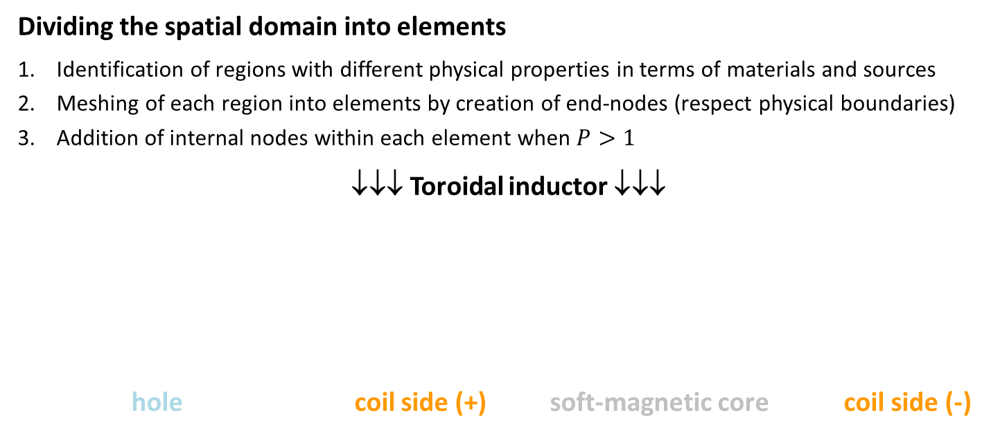 Dividing the spatial domain into elements
1. Identification of regions with different physical properties in terms of materials and sources
2. Meshing of each region into elements by creation of end-nodes (respect physical boundaries)
3. Addition of internal nodes within each element when P > 1
↓↓↓ Toroidal inductor ↓↓↓
hole coil side (+) soft-magnetic core coil side (-)